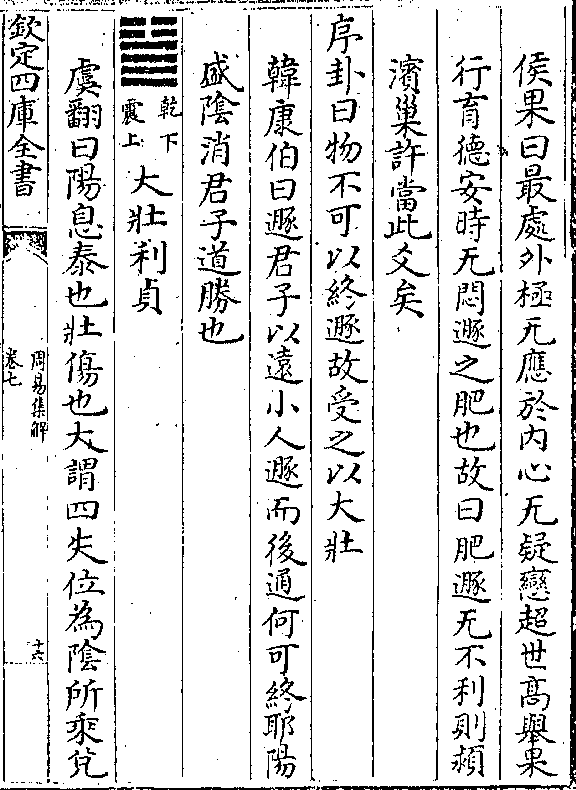 侯果曰最處外極无應於内心无疑戀超世高舉果
行育德安時无悶遯之肥也故曰肥遯无不利則潁
濱巢許當此爻矣
序卦曰物不可以終遯故受之以大壯
韓康伯曰遯君子以遠小人遯而後通何可終耶陽
盛陰消君子道勝也
乾下
震上
大壯利貞
虞翻曰陽息泰也壯傷也大謂四失位為陰所乘兌
欽定四庫全書
周易集解
卷七
十六